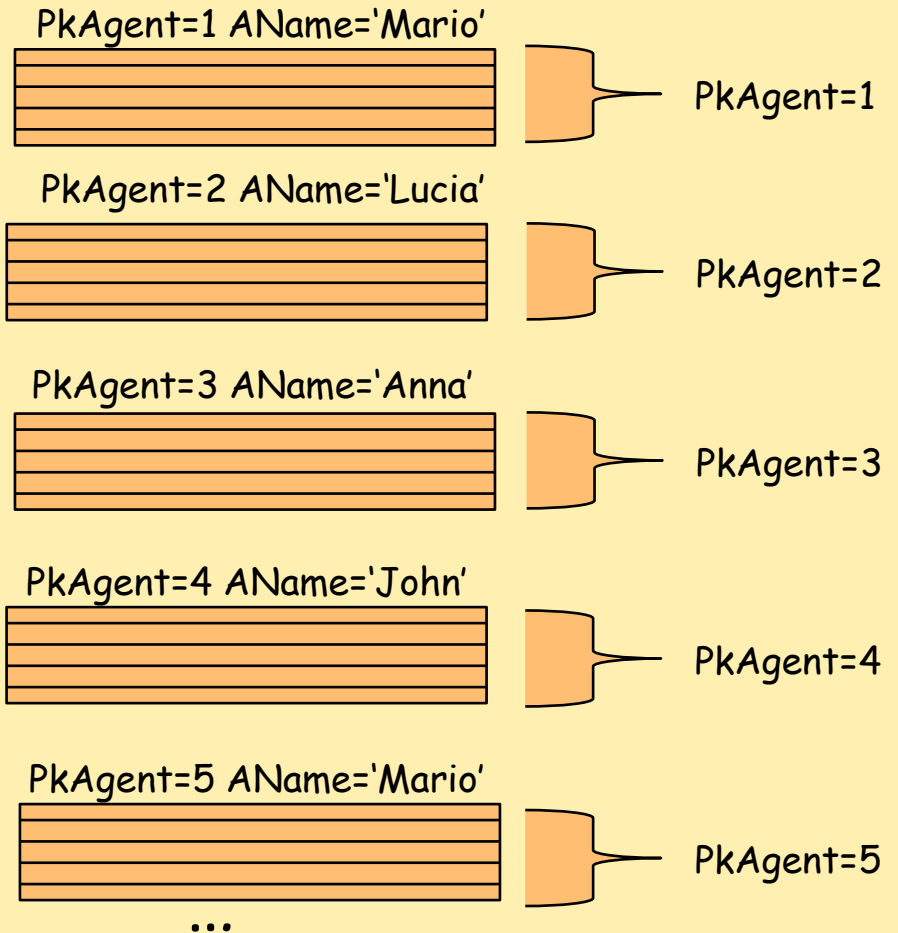 PkAgent=1 AName=‘Mario’
PkAgent=1
PkAgent=2 AName=‘Lucia’
PkAgent=2
PkAgent=3 AName=‘Anna’
PkAgent=3
PkAgent=4 AName=‘John’
PkAgent=4
PkAgent=5 AName=‘Mario’
PkAgent=5
...